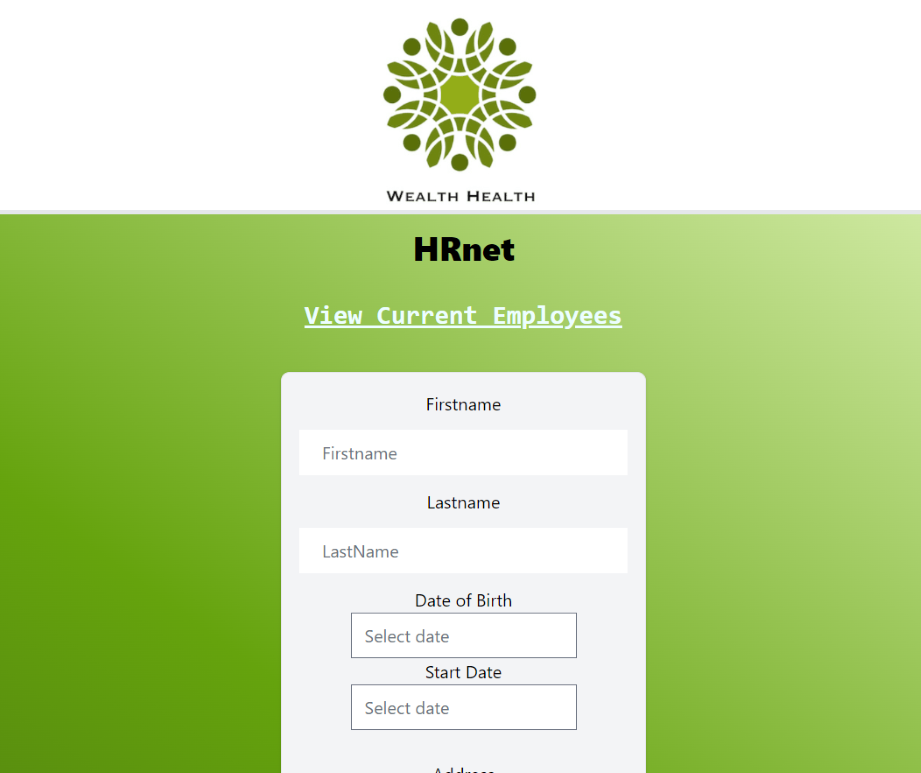 WEALTH HEALTH
HRnet
View Current Employees
Firstname
Firstname
Lastname
LastName
Date of Birth
Select date
Start Date
Select date
Address